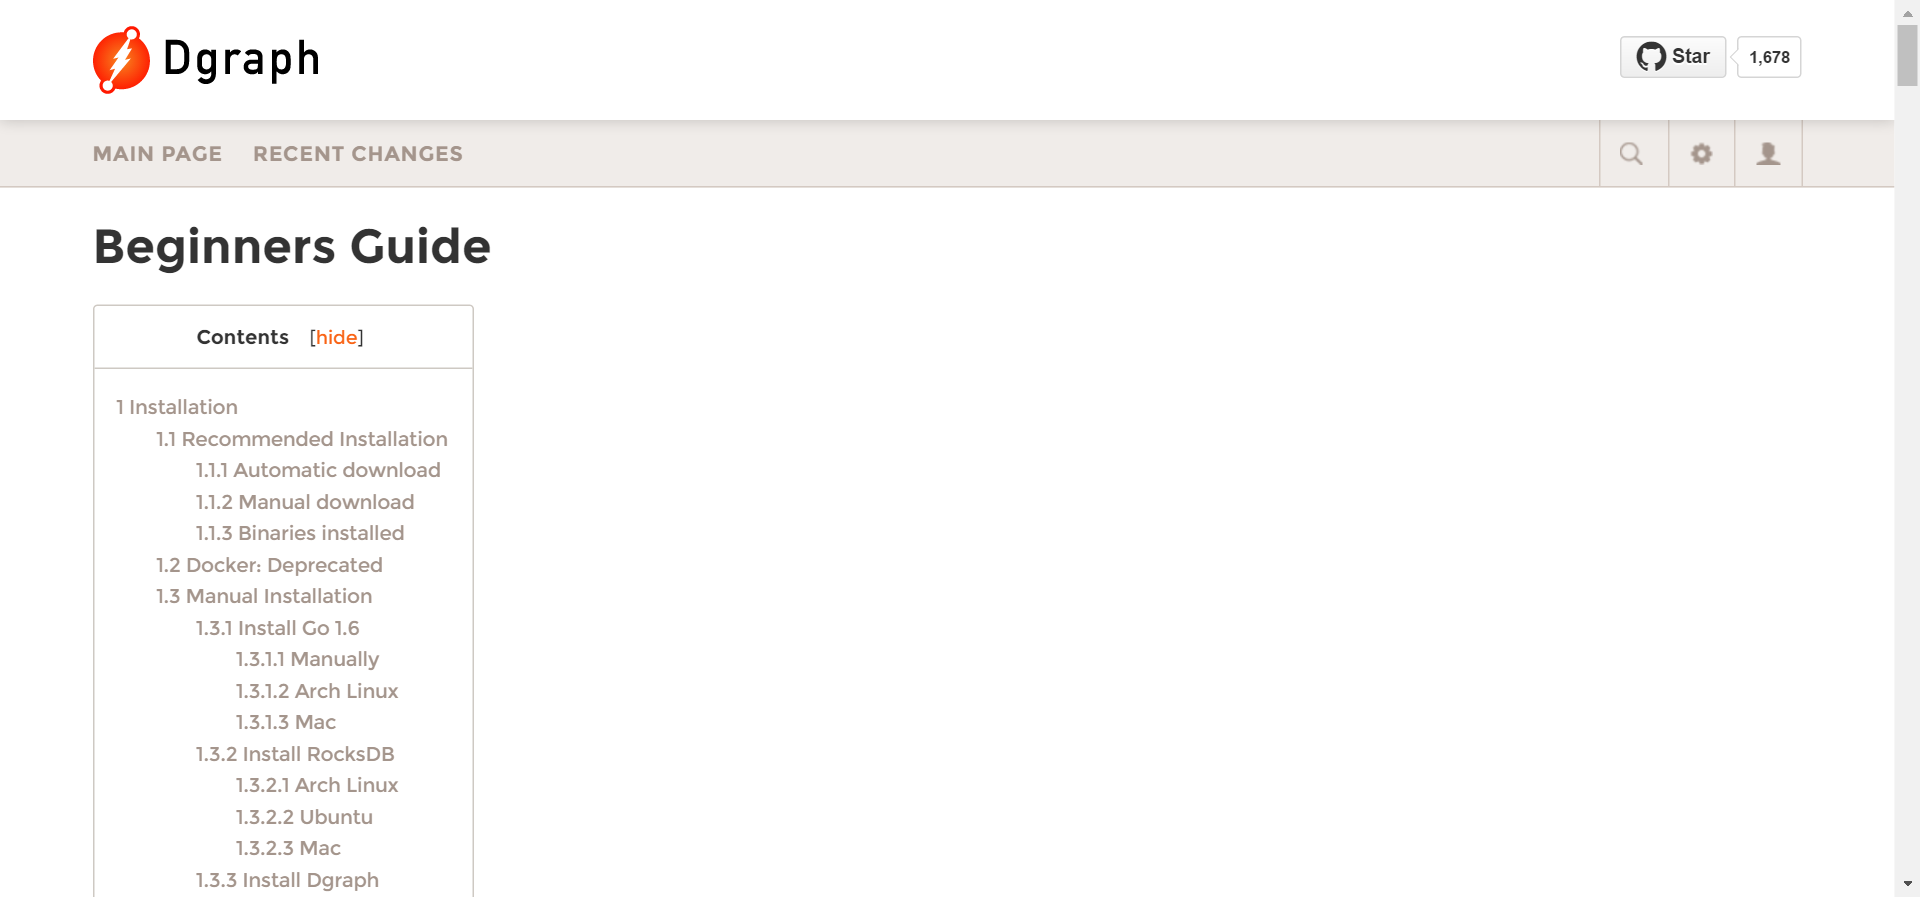 Dgraph
Star 1,678
MAIN PAGE RECENT CHANGES
Beginners Guide
Contents [hide]
1 Installation
1.1 Recommended Installation
1.1.1 Automatic download
1.1.2 Manual download
1.1.3 Binaries installed
1.2 Docker: Deprecated
1.3 Manual Installation
1.3.1 Install Go 1.6
1.3.1.1 Manually
1.3.1.2 Arch Linux
1.3.1.3 Mac
1.3.2 Install RocksDB
1.3.2.1 Arch Linux
1.3.2.2 Ubuntu
1.3.2.3 Mac
1.3.3 Install Dgraph